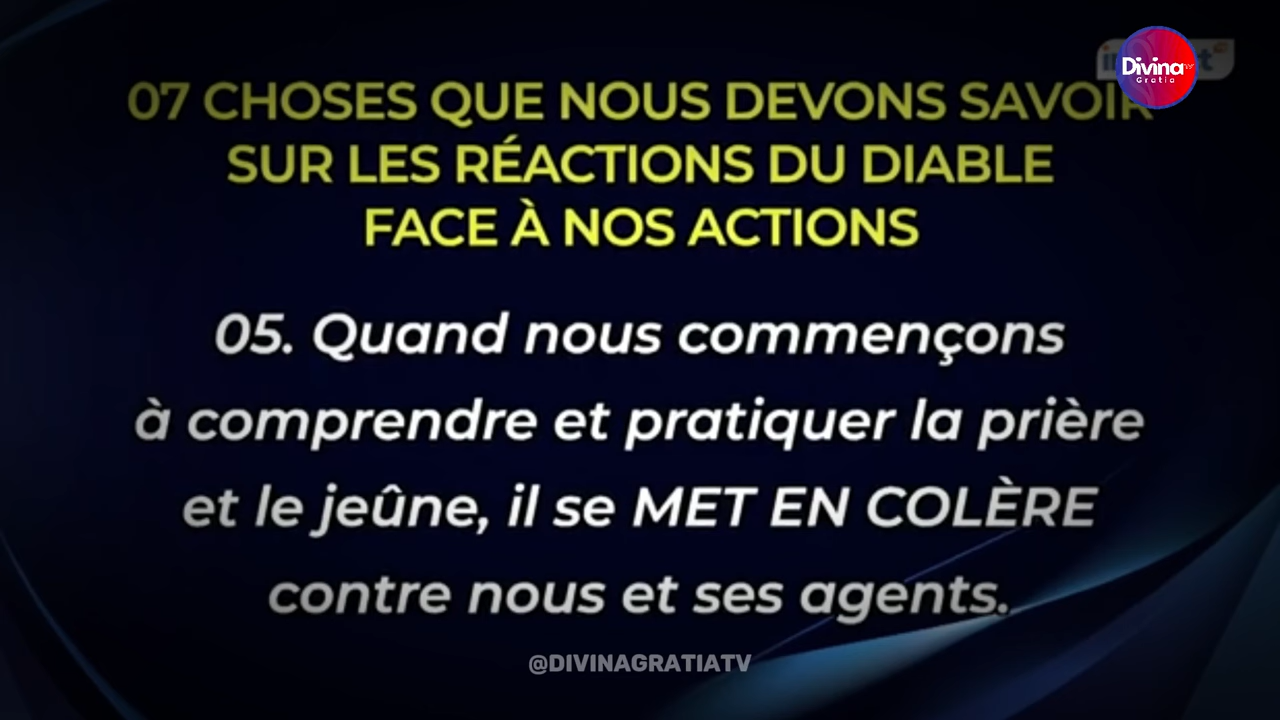 Divina
Gratia
07 CHOSES QUE NOUS DEVONS SAVOIR
SUR LES RÉACTIONS DU DIABLE
FACE À NOS ACTIONS
05. Quand nous commençons
à comprendre et pratiquer la prière
et le jeûne, il se MET EN COLÈRE
contre nous et ses agents.
@DIVINAGRATIATV